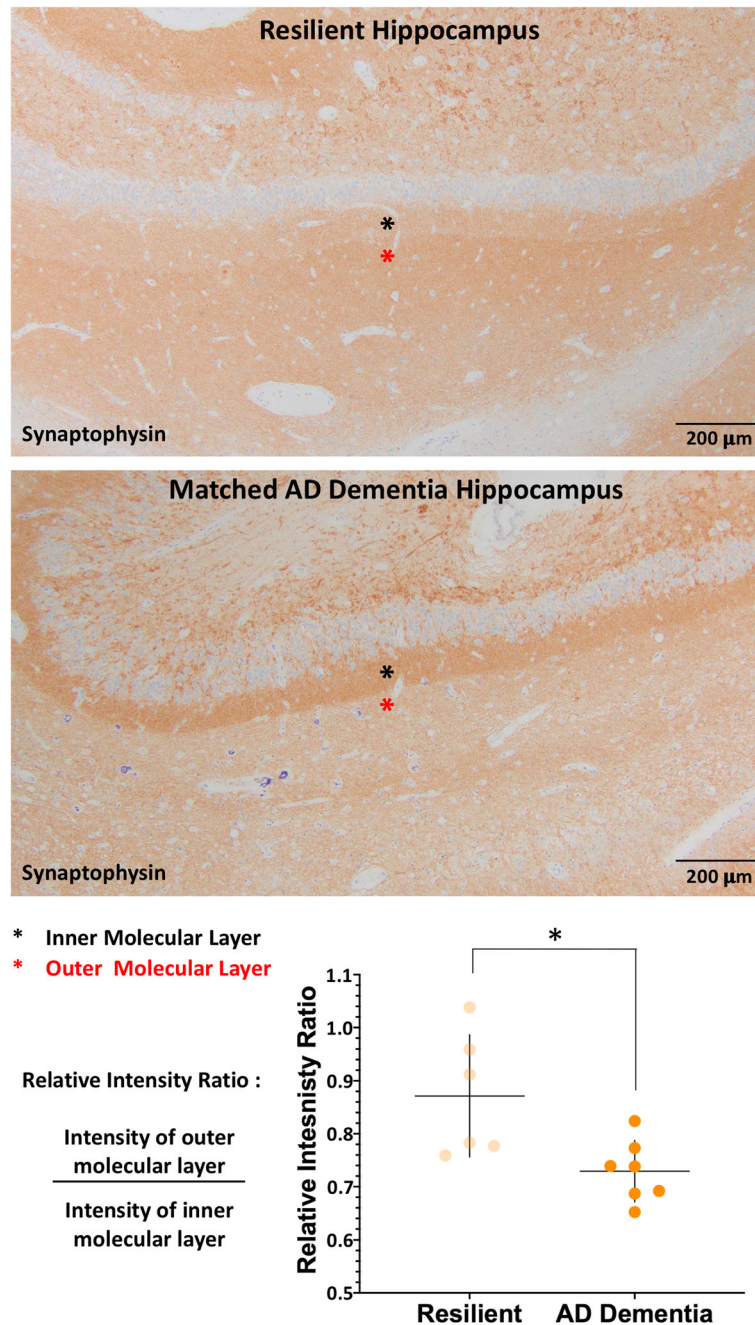 Resilient Hippocampus
*
*
Synaptophysin
200 μm
Matched AD Dementia Hippocampus
*
*
Synaptophysin
200 μm
* Inner Molecular Layer
* Outer Molecular Layer
Relative Intensity Ratio :
Intensity of outer
molecular layer
Intensity of inner
molecular layer
*
Relative Intesnisty Ratio
1.1
1.0
0.9
0.8
0.7
0.6
0.5
Resilient
AD Dementia